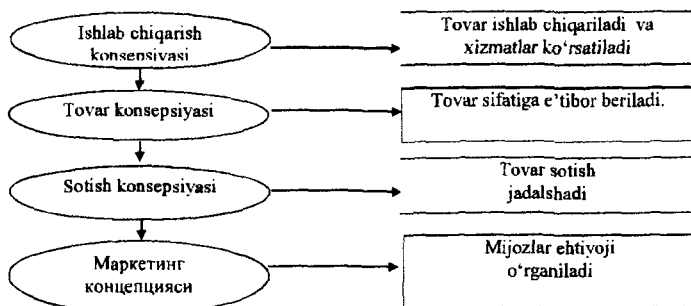 Ishlab chiqarish
konsensivasi
Tovar ishlab chiqariladi va
xizmatlar ko‘rsatiladi
Tovar konsepsiyasi
Tovar sifatiga e’tibor beriladi.
Sotish konsepsiyasi
Tovar sotish
jadalshadi
Маркетинг
концепцияси
Mijozlar ehtiyoji
o‘rganiladi